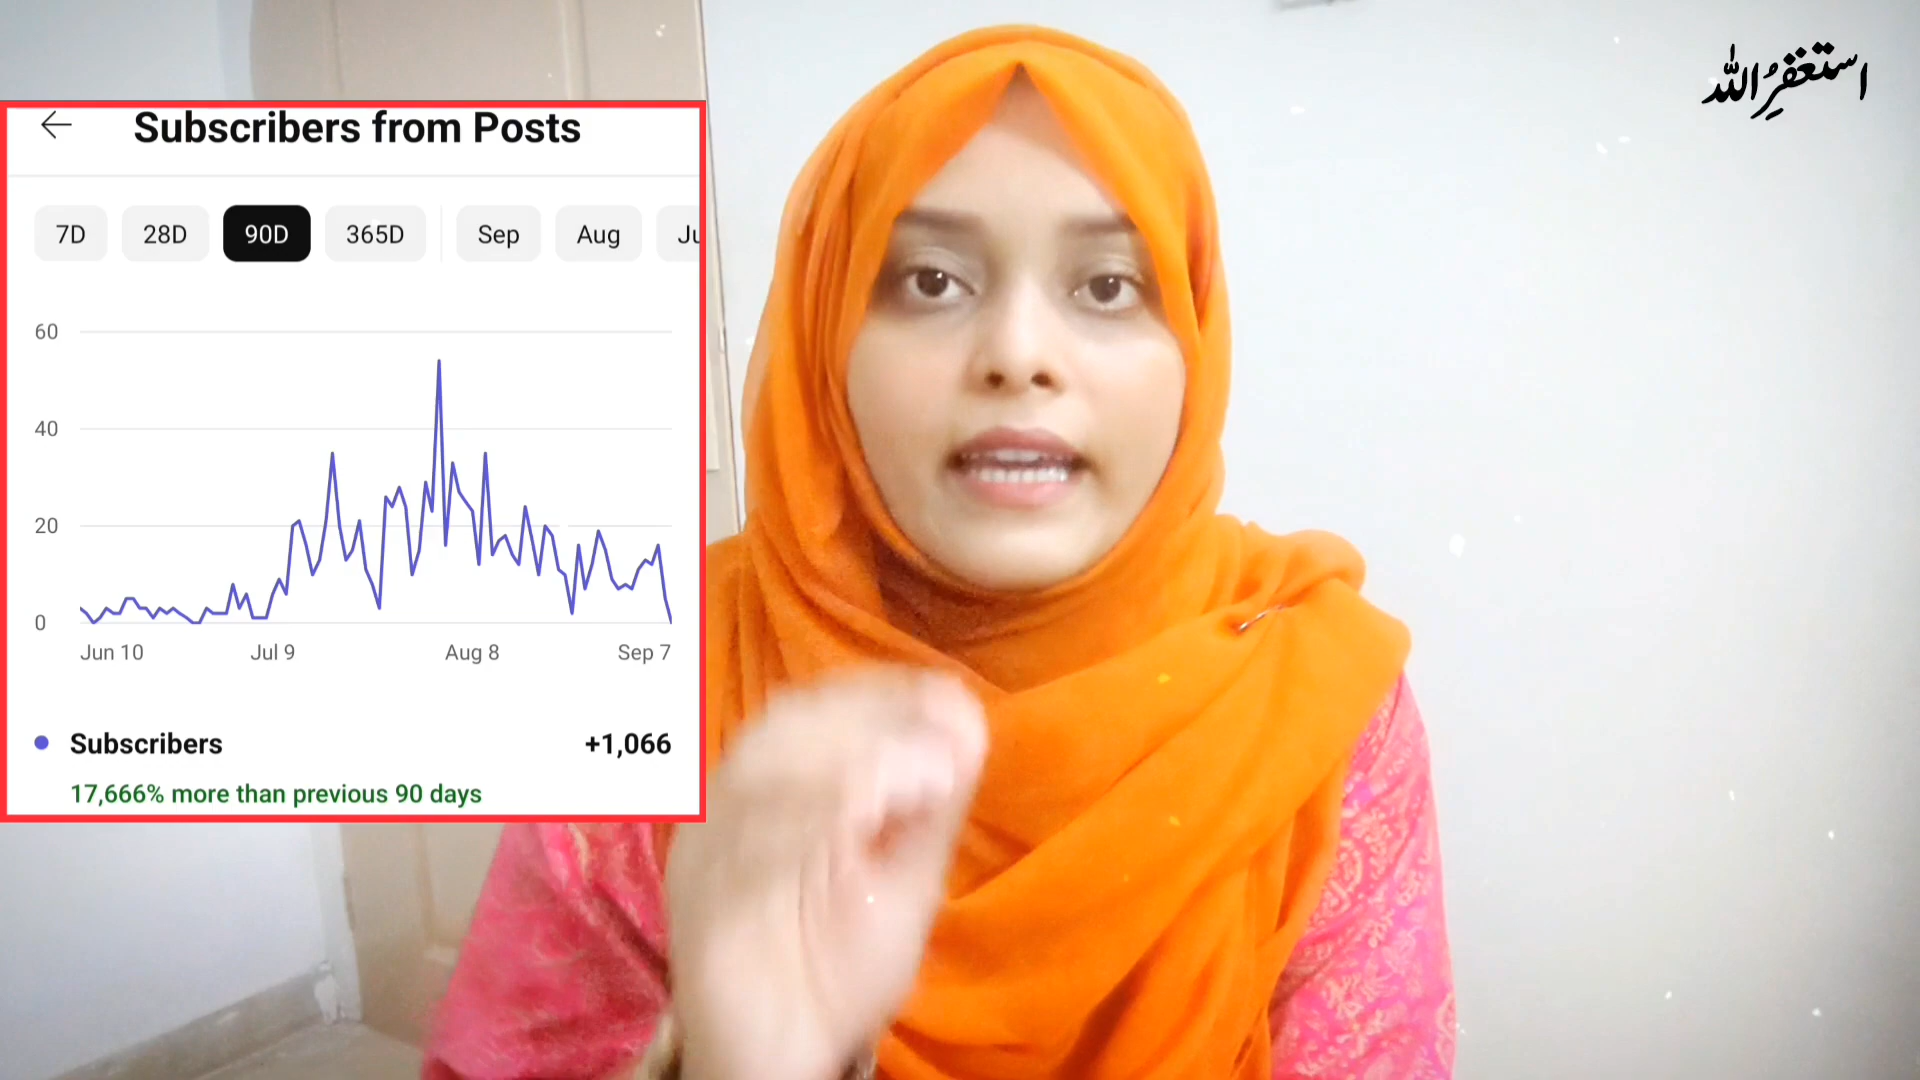 استغفرُالله
Subscribers from Posts
7D 28D 90D 365D Sep Aug
60
40
20
0
Jun 10 Jul 9 Aug 8 Sep 7
Subscribers +1,066
17,666% more than previous 90 days